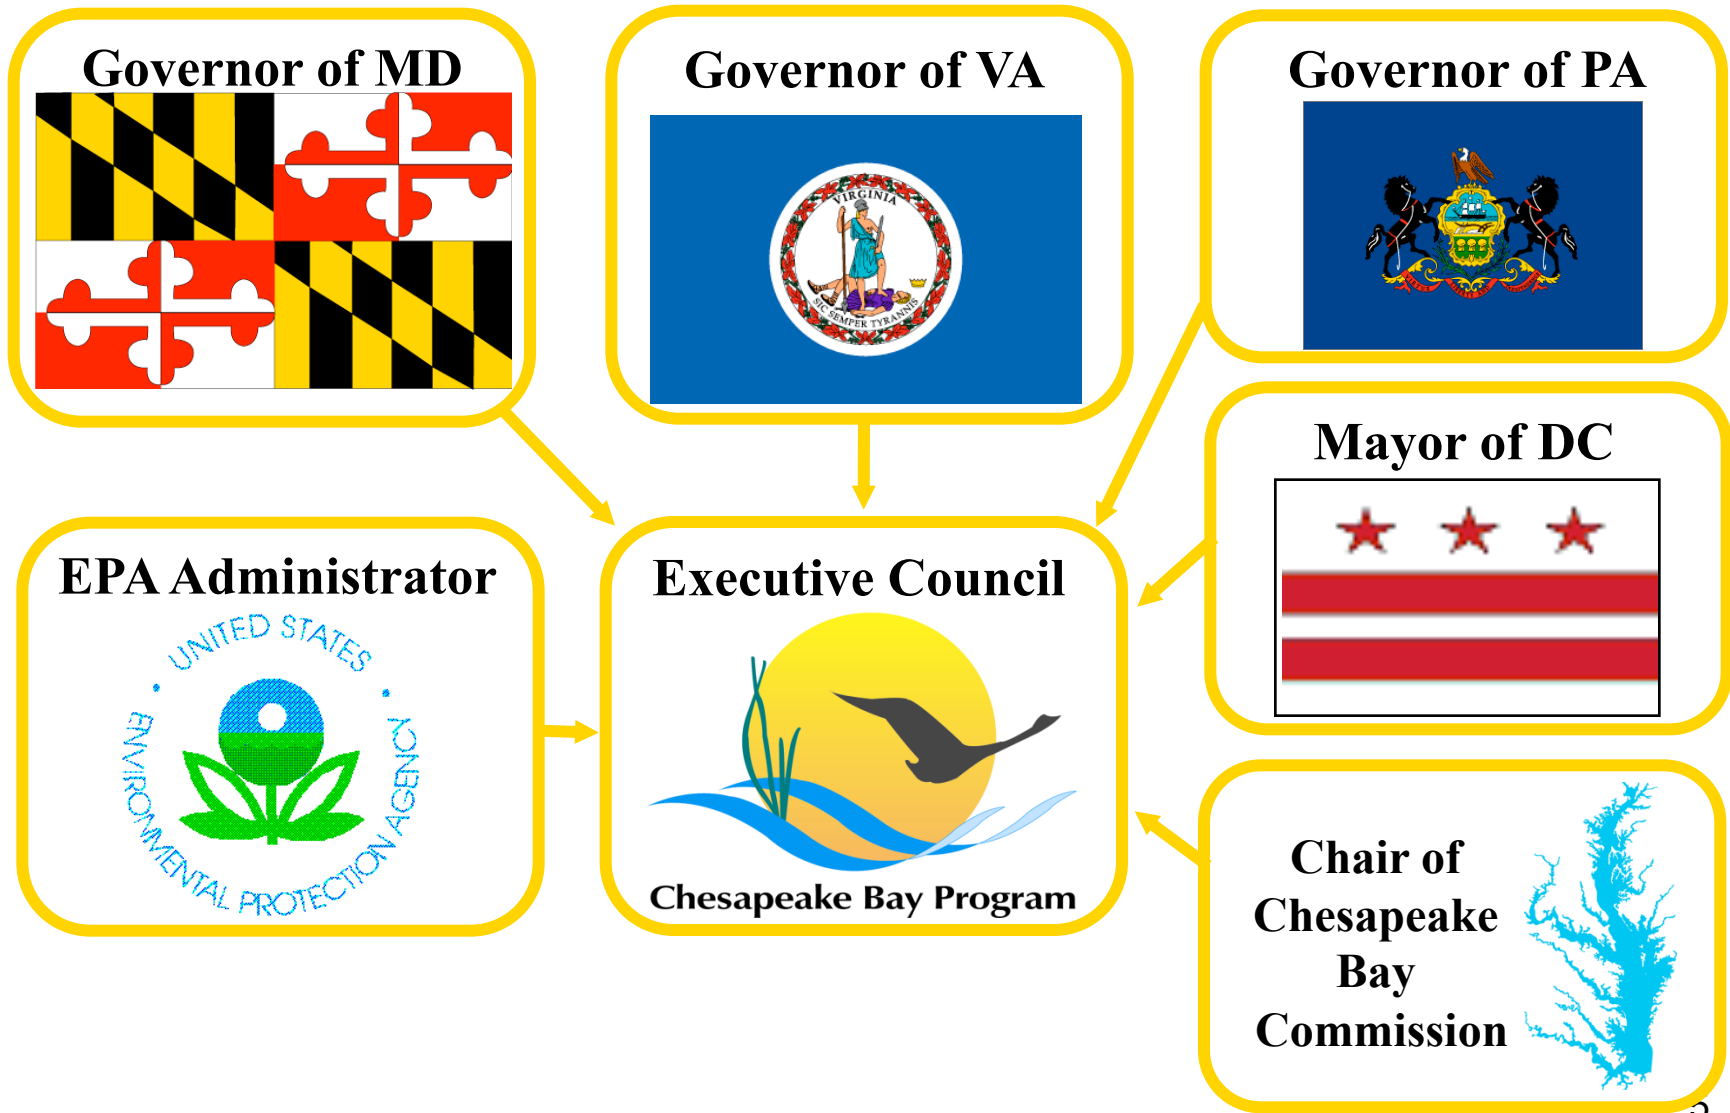 Governor of MD
Governor of VA
VIRGINIA
SIC SEMPER TYRANNIS
Governor of PA
Mayor of DC
EPA Administrator
UNITED STATES
ENVIRONMENTAL PROTECTION AGENCY
Executive Council
Chesapeake Bay Program
Chair of
Chesapeake
Bay
Commission